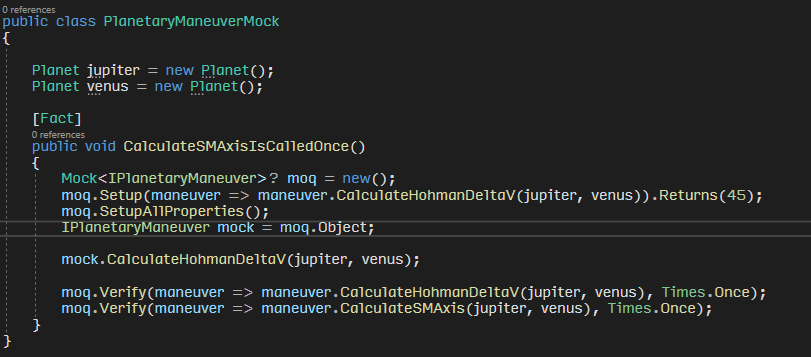 0 references
public class PlanetaryManeuverMock
{
Planet jupiter = new Planet();
Planet venus = new Planet();
[Fact]
0 references
public void CalculateSMAxisIsCalledOnce()
{
Mock<IPlanetaryManeuver>? moq = new();
moq.Setup(maneuver => maneuver.CalculateHohmanDeltaV(jupiter, venus)).Returns(45);
moq.SetupAllProperties();
IPlanetaryManeuver mock = moq.Object;
mock.CalculateHohmanDeltaV(jupiter, venus);
moq.Verify(maneuver => maneuver.CalculateHohmanDeltaV(jupiter, venus), Times.Once);
moq.Verify(maneuver => maneuver.CalculateSMAxis(jupiter, venus), Times.Once);
}
}